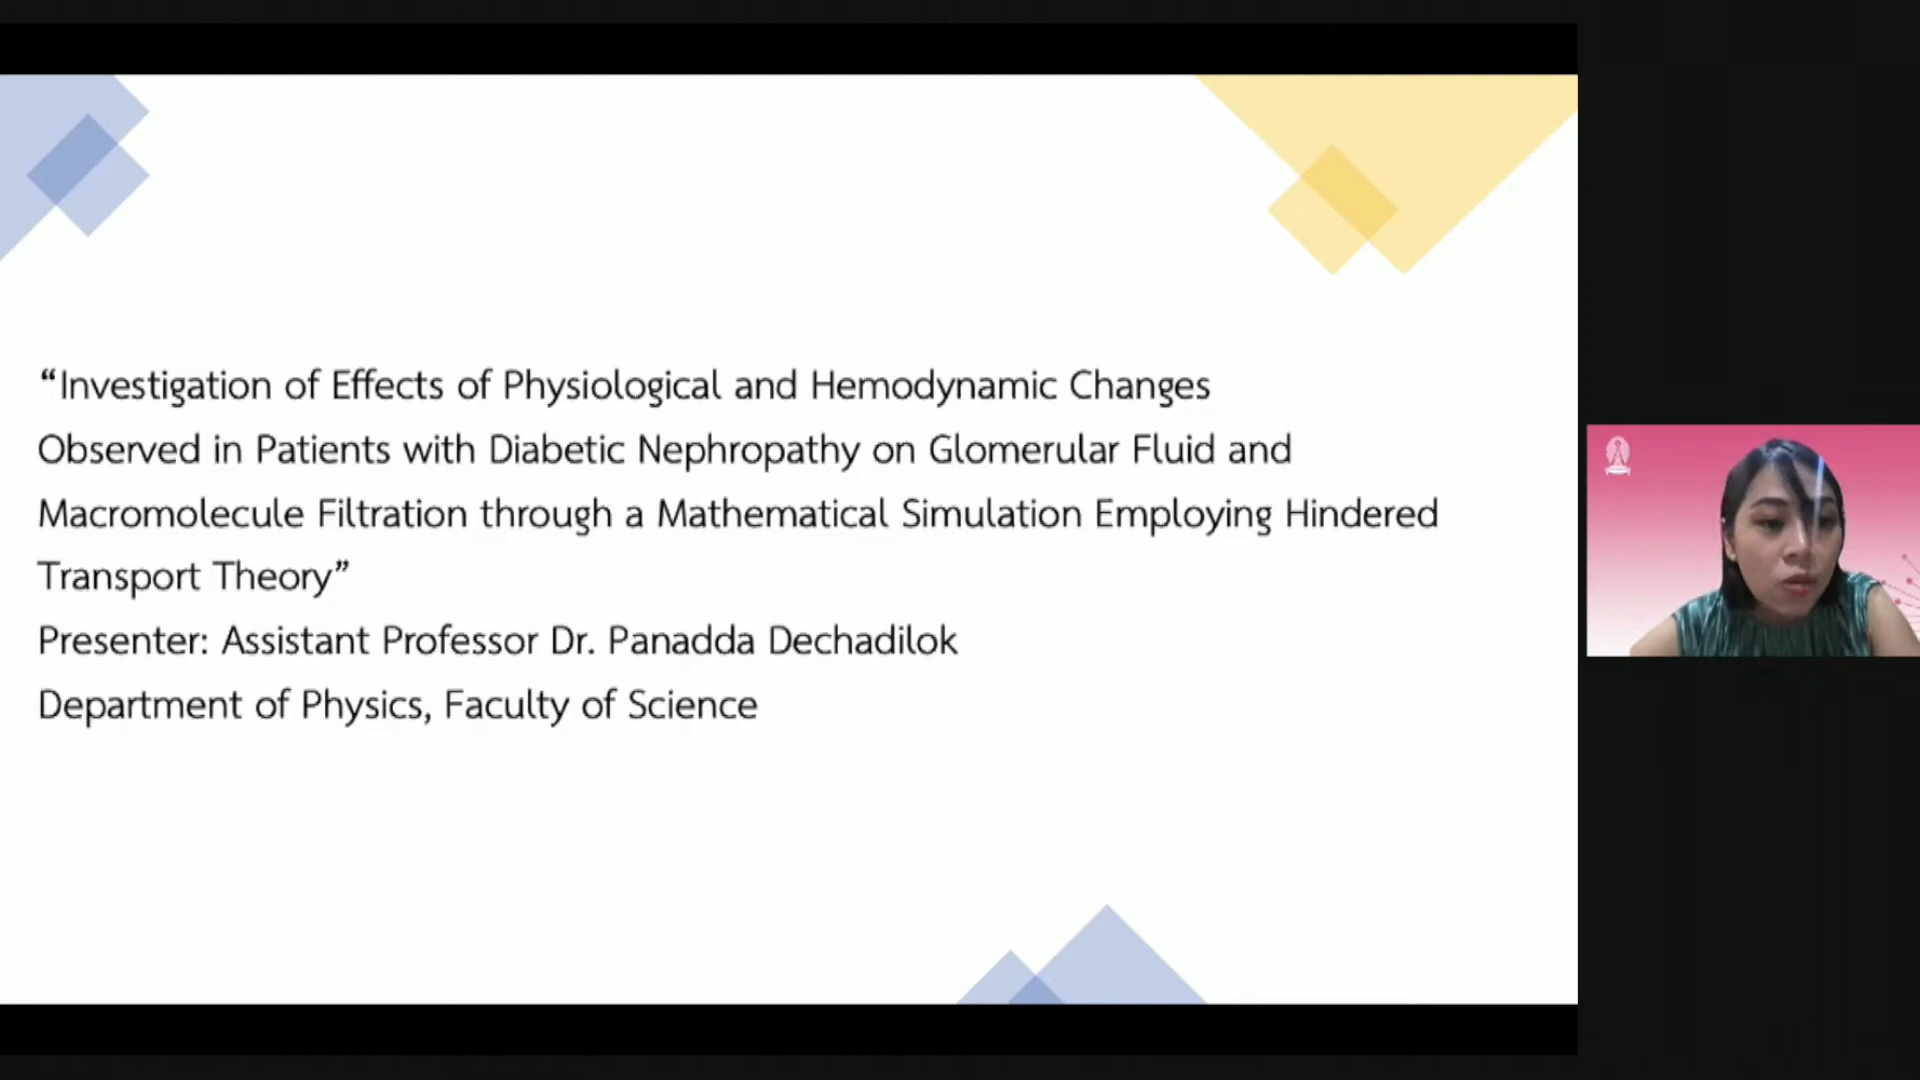 “Investigation of Effects of Physiological and Hemodynamic Changes
Observed in Patients with Diabetic Nephropathy on Glomerular Fluid and
Macromolecule Filtration through a Mathematical Simulation Employing Hindered
Transport Theory”
Presenter: Assistant Professor Dr. Panadda Dechadilok
Department of Physics, Faculty of Science